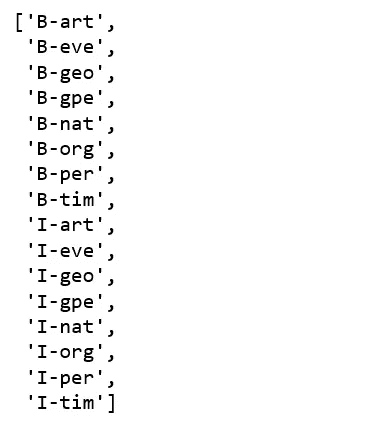 ['B-art',
'B-eve',
'B-geo',
'B-gpe',
'B-nat',
'B-org',
'B-per',
'B-tim',
'I-art',
'I-eve',
'I-geo',
'I-gpe',
'I-nat',
'I-org',
'I-per',
'I-tim']